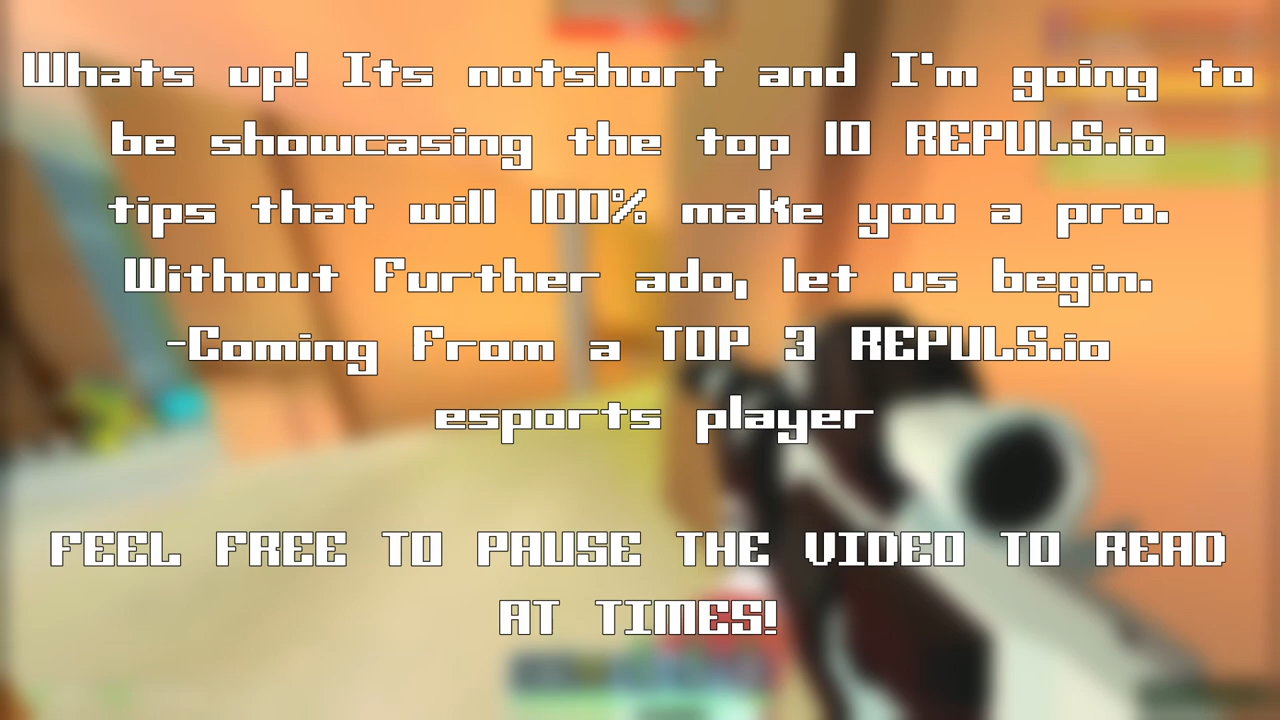 Whats up! Its notshort and I'm going to
be showcasing the top 10 REPULS.io
tips that will 100% make you a pro.
Without further ado, let us begin.
-Coming from a TOP 3 REPULS.io
esports player
FEEL FREE TO PAUSE THE VIDEO TO READ
AT TIMES!